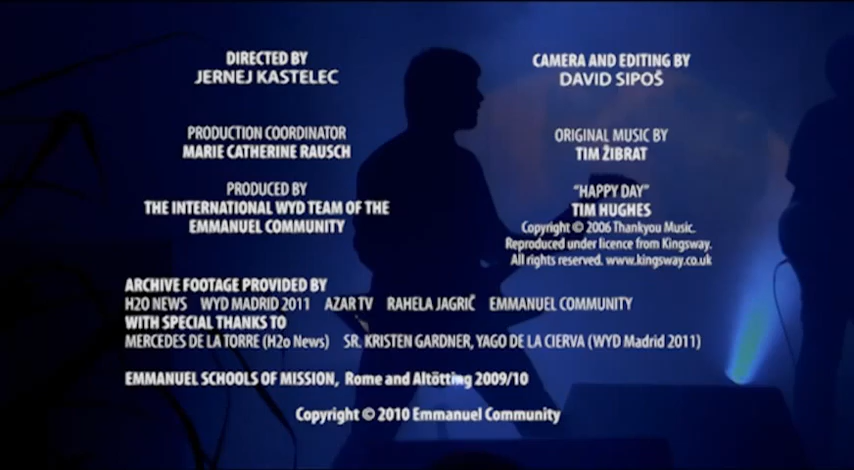 DIRECTED BY
JERNEJ KASTELEC
CAMERA AND EDITING BY
DAVID SIPOŠ
PRODUCTION COORDINATOR
MARIE CATHERINE RAUSCH
ORIGINAL MUSIC BY
TIM ŽIBRAT
PRODUCED BY
THE INTERNATIONAL WYD TEAM OF THE
EMMANUEL COMMUNITY
“HAPPY DAY”
TIM HUGHES
Copyright © 2006 Thankyou Music.
Reproduced under licence from Kingsway.
All rights reserved. www.kingsway.co.uk
ARCHIVE FOOTAGE PROVIDED BY
H2O NEWS WYD MADRID 2011 AZAR TV RAHELA JAGRIČ EMMANUEL COMMUNITY
WITH SPECIAL THANKS TO
MERCEDES DE LA TORRE (H2o News) SR. KRISTEN GARDNER, YAGO DE LA CIERVA (WYD Madrid 2011)
EMMANUEL SCHOOLS OF MISSION, Rome and Altötting 2009/10
Copyright © 2010 Emmanuel Community